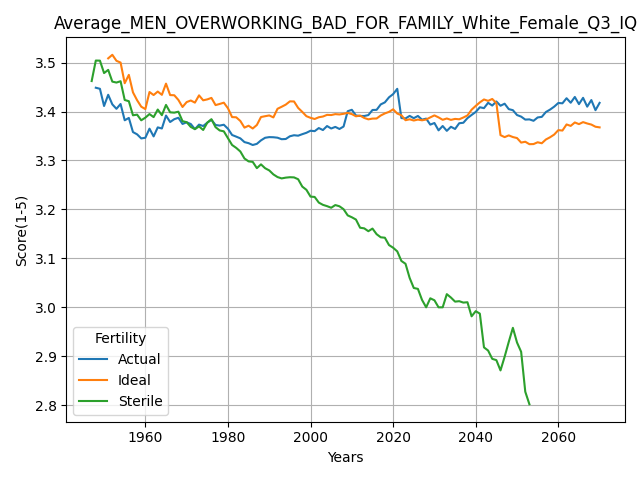 Average_MEN_OVERWORKING_BAD_FOR_FAMILY_White_Female_Q3_IQ
3.5
3.4
3.3
3.2
3.1
3.0
2.9
2.8
Score(1-5)
Fertility
Actual
Ideal
Sterile
1960 1980 2000 2020 2040 2060
Years